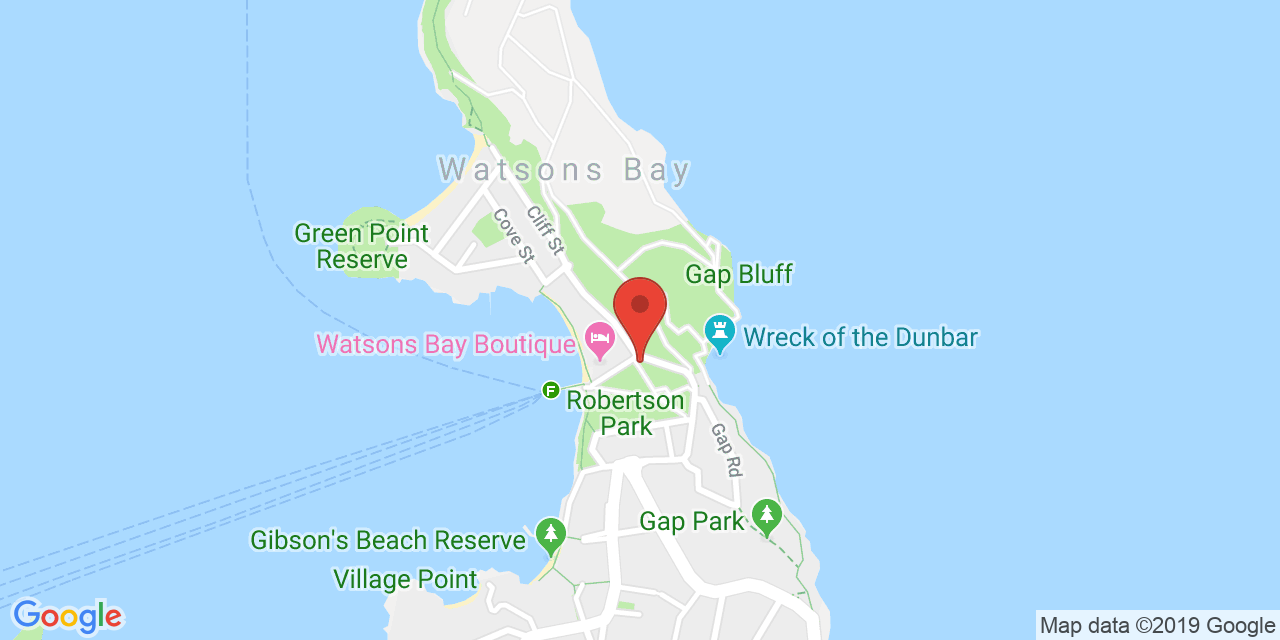 Watsons Bay
Cove St
Cliff St
Green Point
Reserve
Gap Bluff
Watsons Bay Boutique
Wreck of the Dunbar
F
Robertson
Park
Gap Rd
Gap Park
Gibson's Beach Reserve
Village Point
Google
Map data ©2019 Google